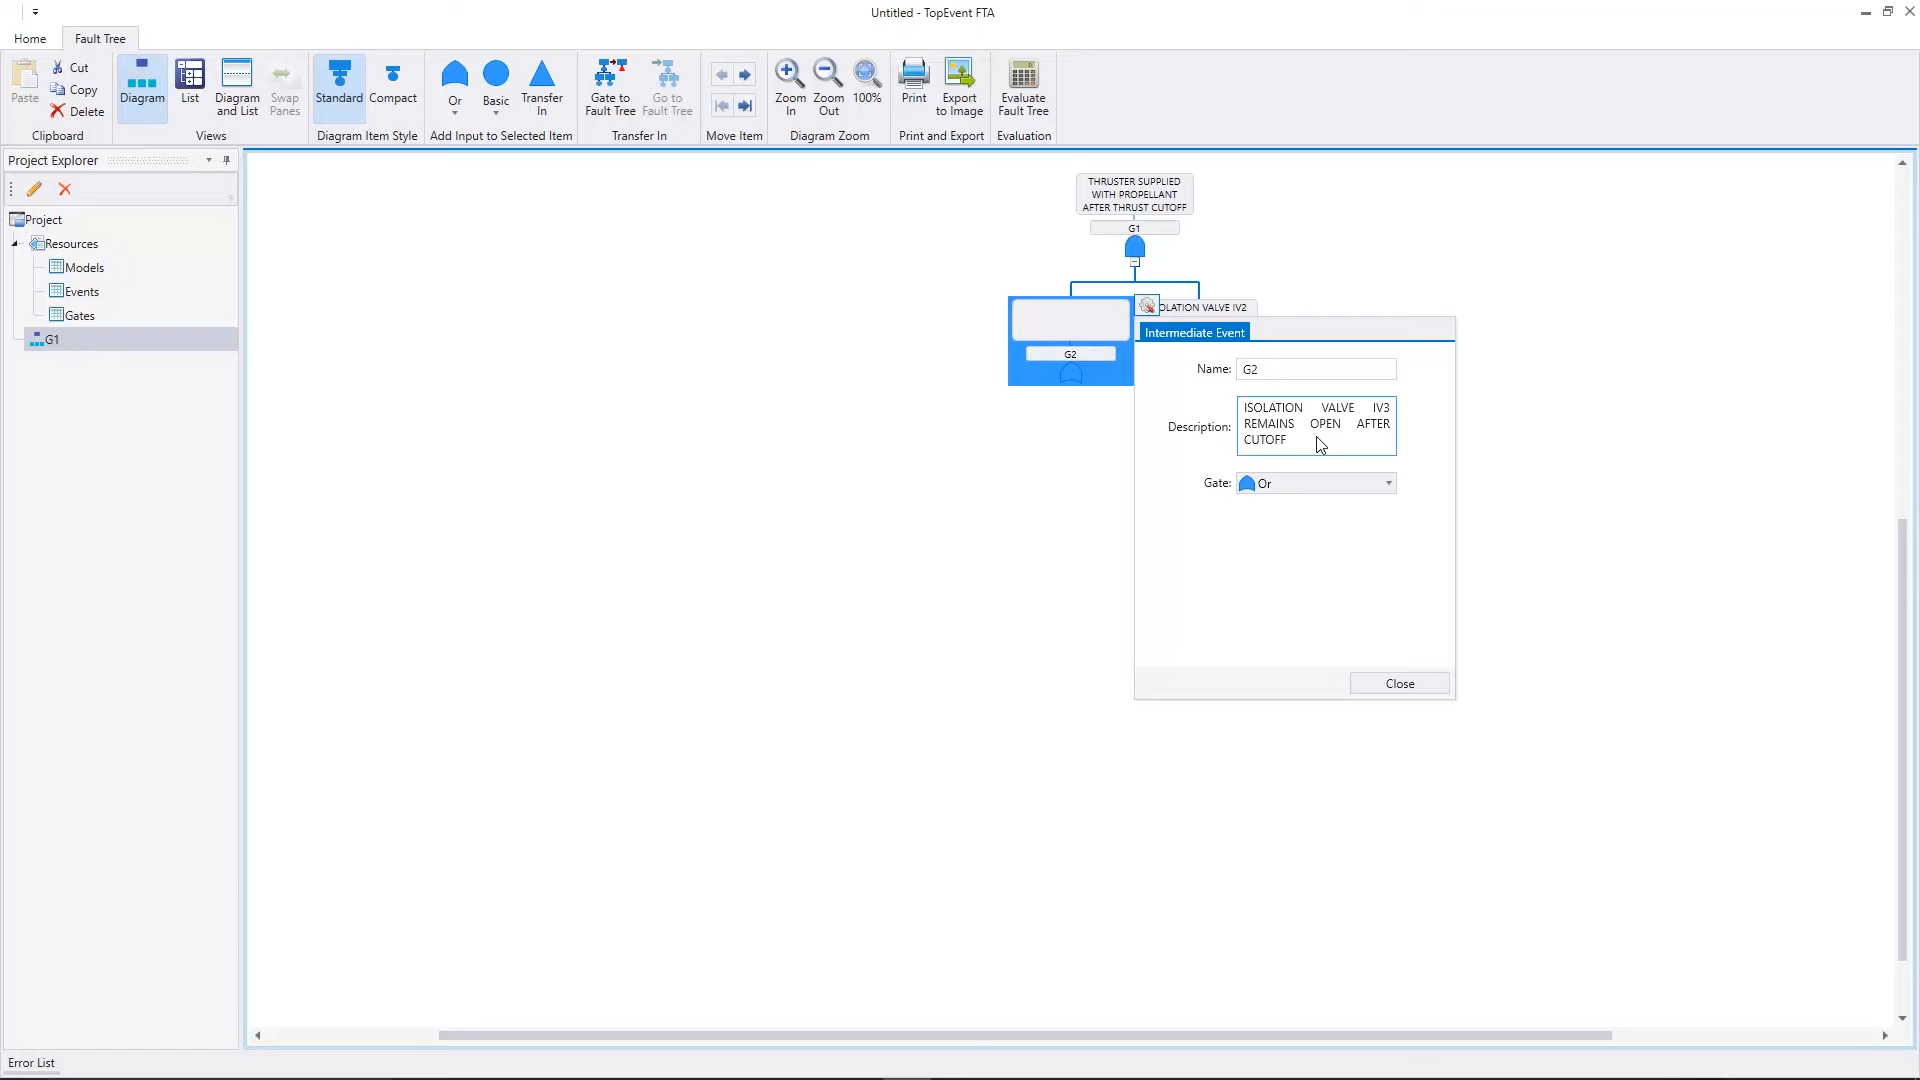 Untitled - TopEvent FTA
Home
Fault Tree
Paste
Cut
Copy
Delete
Clipboard
Diagram
List
Diagram
and List
Swap
Panes
Views
Standard
Compact
Diagram Item Style
Or
Basic
Transfer
In
Add Input to Selected Item
Gate to
Fault Tree
Go to
Fault Tree
Transfer In
Move Item
Zoom
In
Zoom
Out
100%
Diagram Zoom
Print
Export
to Image
Print and Export
Evaluate
Fault Tree
Evaluation
Project Explorer
Project
Resources
Models
Events
Gates
G1
THRUSTER SUPPLIED
WITH PROPELLANT
AFTER THRUST CUTOFF
G1
G2
OLATION VALVE IV2
Intermediate Event
Name: G2
Description:
ISOLATION VALVE IV3
REMAINS OPEN AFTER
CUTOFF
Gate: Or
Close
Error List